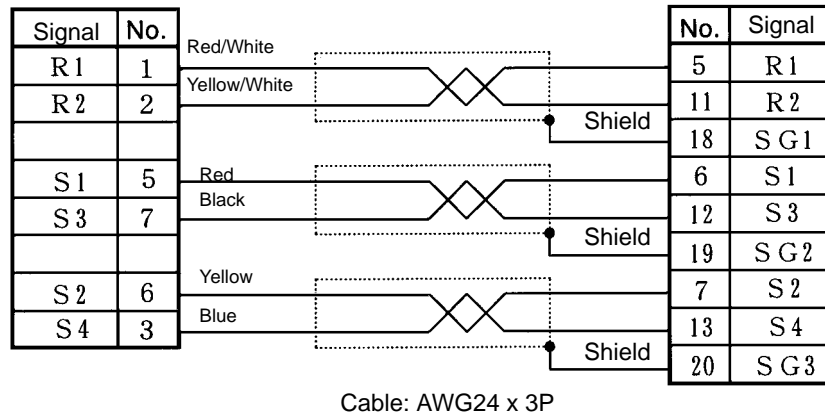 Signal No.
R1 1
R2 2
S1 5
S3 7
S2 6
S4 3
Red/White
Yellow/White
Red
Black
Yellow
Blue
Shield
Shield
Shield
No. Signal
5 R1
11 R2
18 SG1
6 S1
12 S3
19 SG2
7 S2
13 S4
20 SG3
Cable: AWG24 x 3P